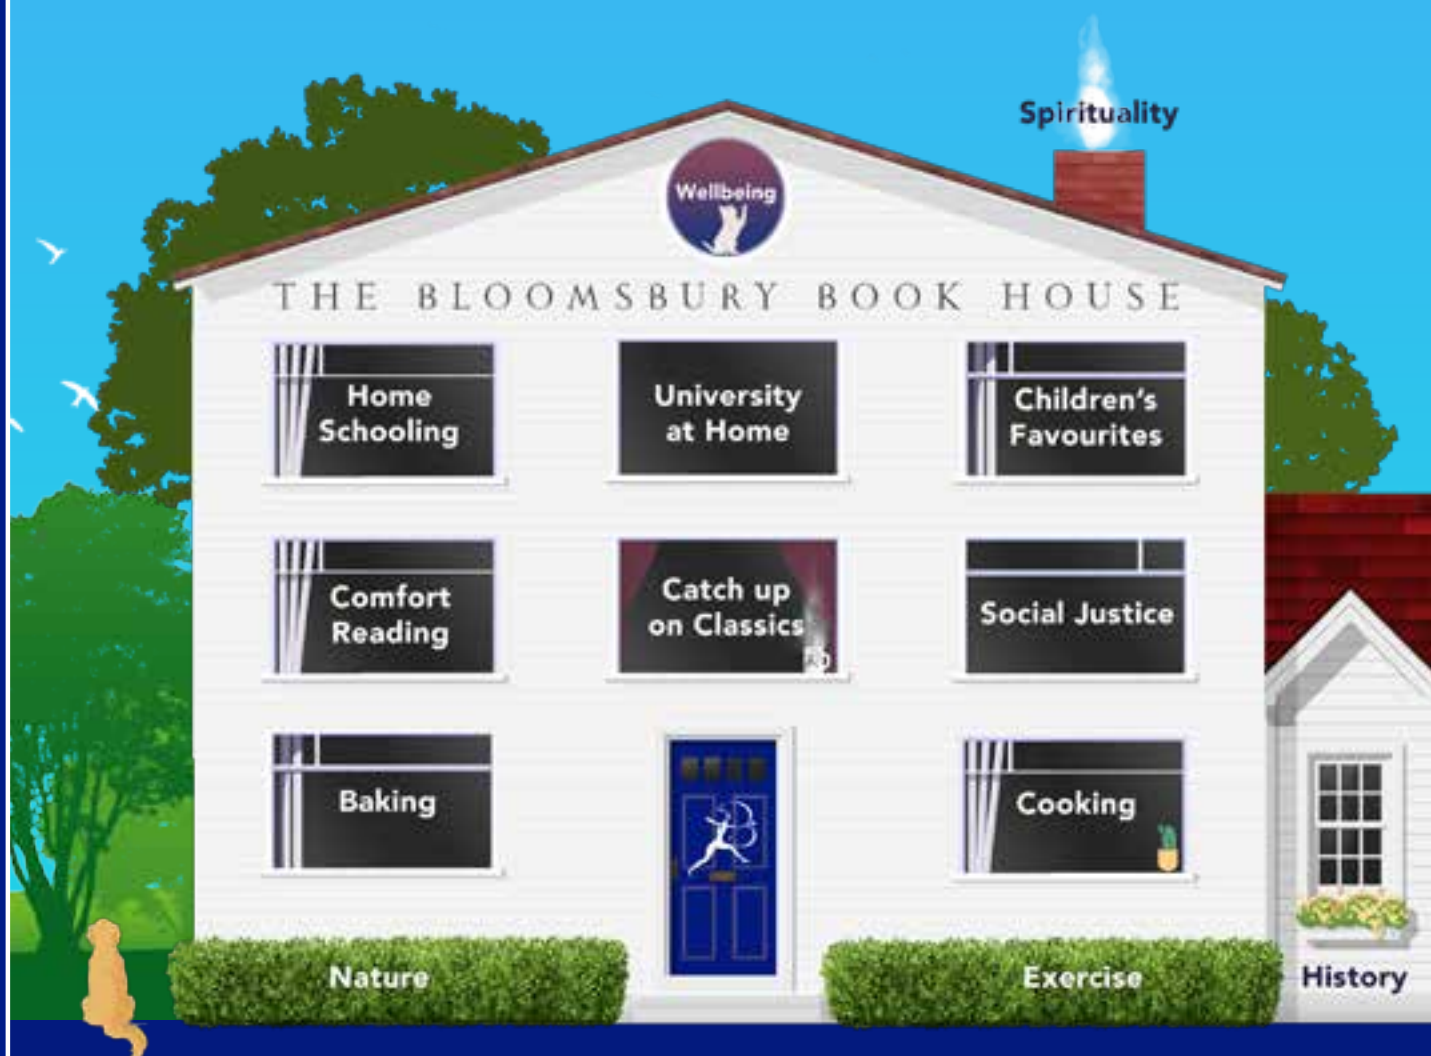 Spirituality
Wellbeing
THE BLOOMSBURY BOOK HOUSE
Home
Schooling
University
at Home
Children's
Favourites
Comfort
Reading
Catch up
on Classics
Social Justice
Baking
Cooking
Nature
Exercise
History